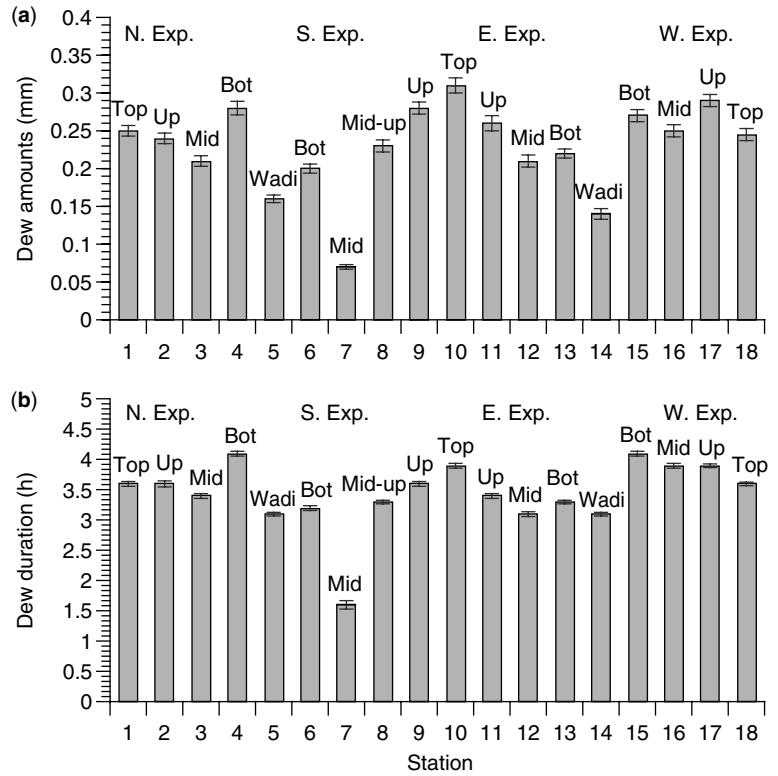 (a)
Dew amounts (mm)
0.4
0.35
0.3
0.25
0.2
0.15
0.1
0.05
0
N. Exp.
S. Exp.
E. Exp.
W. Exp.
Top
Up
Mid
Bot
Wadi
Bot
Mid
Mid-up
Up
Top
Up
Mid
Bot
Wadi
Bot
Mid
Up
Top
1 2 3 4 5 6 7 8 9 10 11 12 13 14 15 16 17 18
(b)
Dew duration (h)
5
4.5
4
3.5
3
2.5
2
1.5
1
0.5
0
N. Exp.
S. Exp.
E. Exp.
W. Exp.
Top
Up
Mid
Bot
Wadi
Bot
Mid
Mid-up
Up
Top
Up
Mid
Bot
Wadi
Bot
Mid
Up
Top
1 2 3 4 5 6 7 8 9 10 11 12 13 14 15 16 17 18
Station